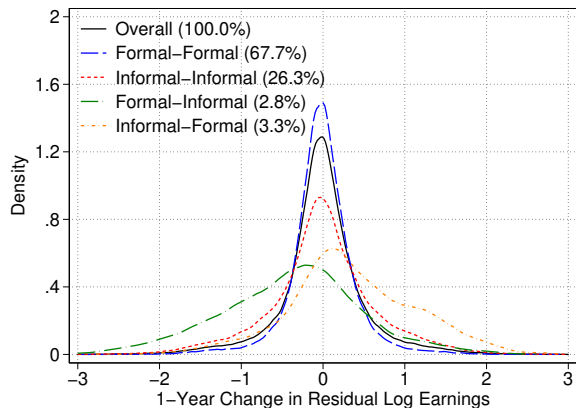 2
1.6
1.2
.8
.4
0
Density
Overall (100.0%)
Formal−Formal (67.7%)
Informal−Informal (26.3%)
Formal−Informal (2.8%)
Informal−Formal (3.3%)
−3 −2 −1 0 1 2 3
1−Year Change in Residual Log Earnings